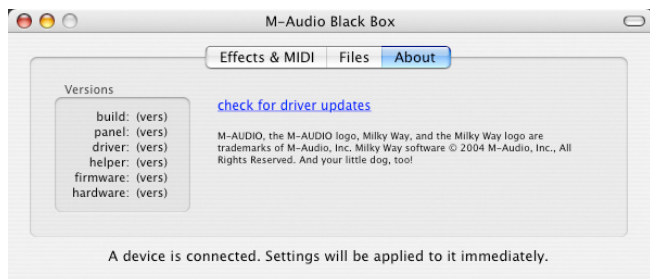 M-Audio Black Box
Effects & MIDI Files About
Versions
build: (vers)
panel: (vers)
driver: (vers)
helper: (vers)
firmware: (vers)
hardware: (vers)
check for driver updates
M-AUDIO, the M-AUDIO logo, Milky Way, and the Milky Way logo are
trademarks of M-Audio, Inc. Milky Way software © 2004 M-Audio, Inc., All
Rights Reserved. And your little dog, too!
A device is connected. Settings will be applied to it immediately.